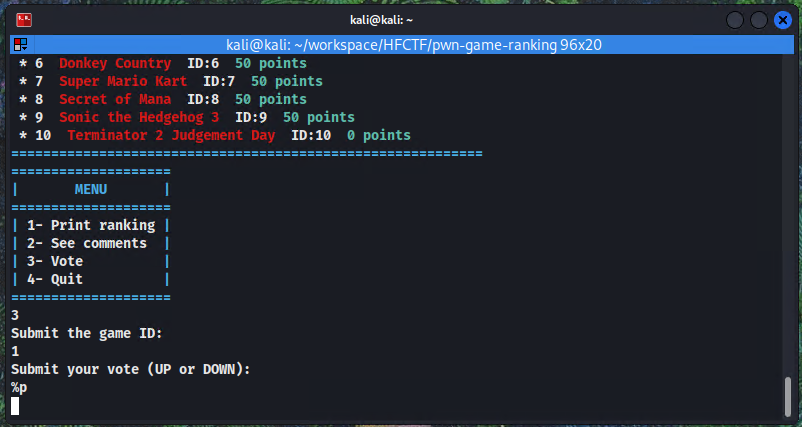 kali@kali: ~
kali@kali: ~/workspace/HFCTF/pwn-game-ranking 96x20
* 6  Donkey Country  ID:6  50 points
* 7  Super Mario Kart  ID:7  50 points
* 8  Secret of Mana  ID:8  50 points
* 9  Sonic the Hedgehog 3  ID:9  50 points
* 10  Terminator 2 Judgement Day  ID:10  0 points
===========================================================
====================
|       MENU       |
====================
| 1- Print ranking |
| 2- See comments  |
| 3- Vote          |
| 4- Quit          |
====================
3
Submit the game ID:
1
Submit your vote (UP or DOWN):
%p